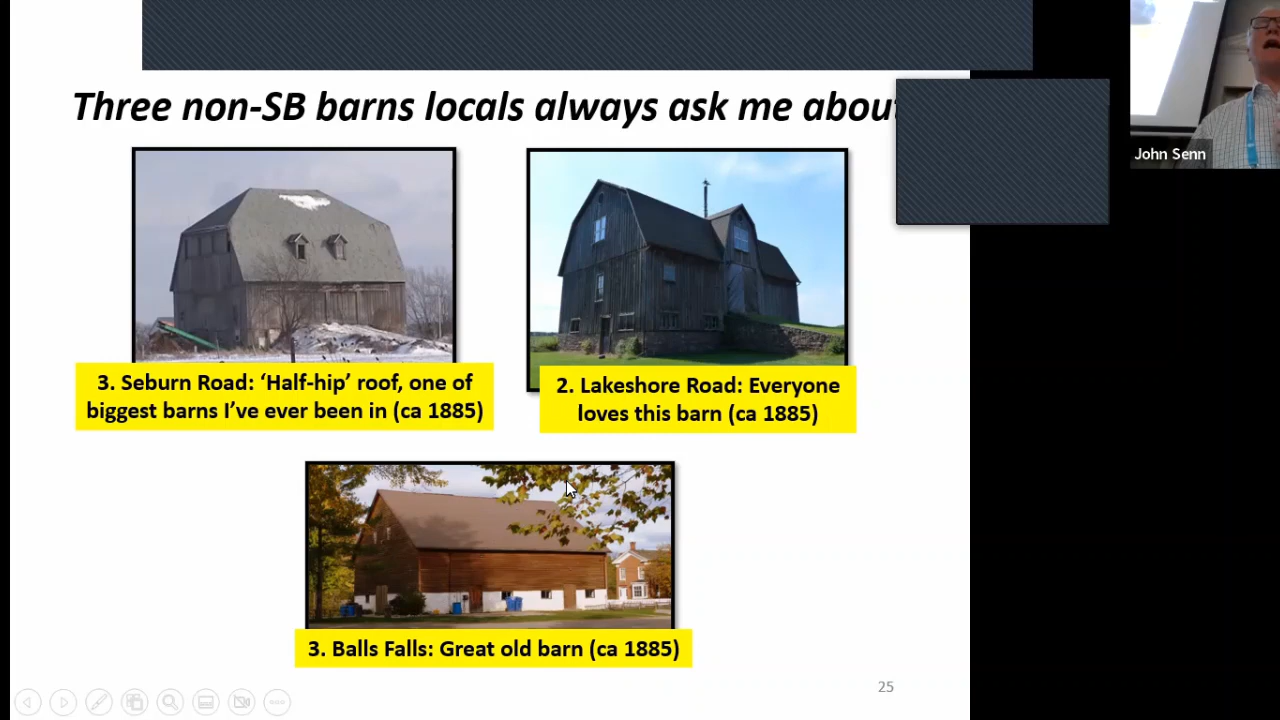 Three non-SB barns locals always ask me about
John Senn
3. Seburn Road: ‘Half-hip’ roof, one of
biggest barns I’ve ever been in (ca 1885)
2. Lakeshore Road: Everyone
loves this barn (ca 1885)
3. Balls Falls: Great old barn (ca 1885)
25